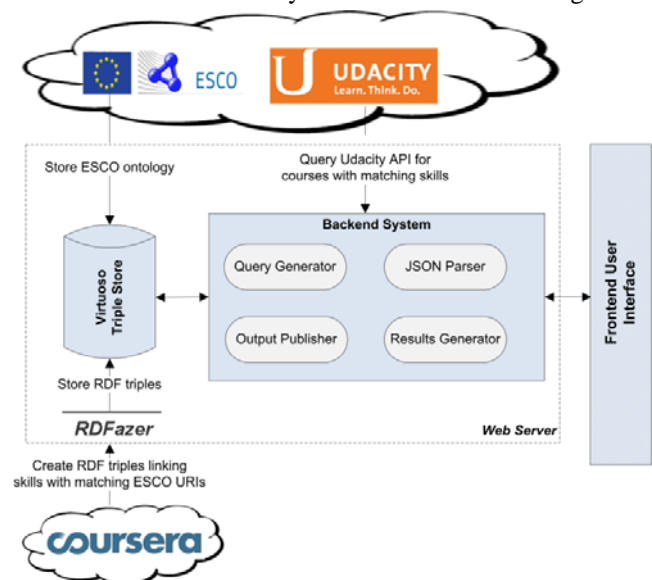 ESCO
U
UDACITY
Learn. Think. Do.
Store ESCO ontology
Query Udacity API for
courses with matching skills
Backend System
Query Generator
JSON Parser
Output Publisher
Results Generator
Virtuoso
Triple Store
Frontend User
Interface
Store RDF triples
RDFazer
Web Server
Create RDF triples linking
skills with matching ESCO URIs
coursera